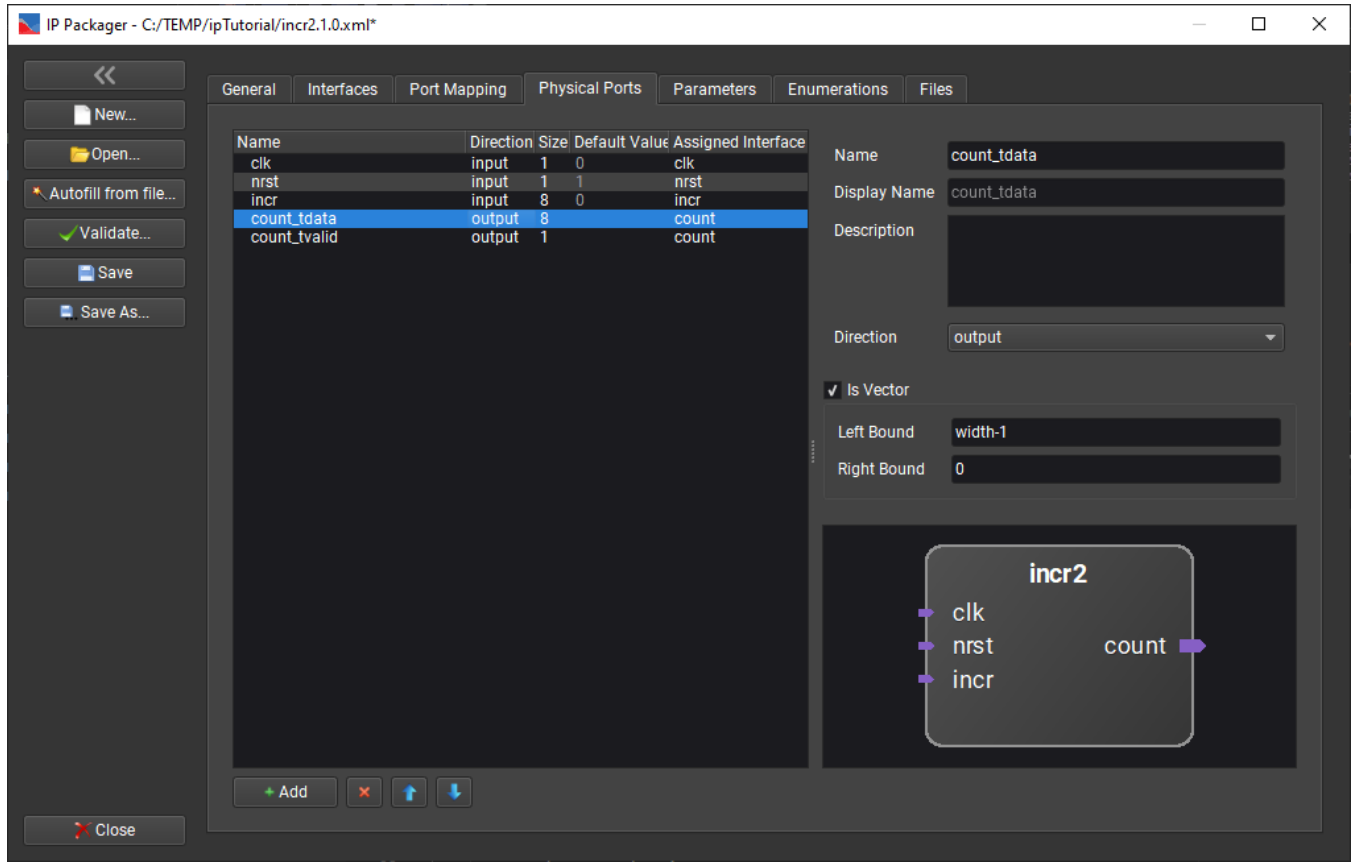 IP Packager - C:/TEMP/ipTutorial/incr2.1.0.xml*
New...
Open...
Autofill from file...
Validate...
Save
Save As...
Close
General Interfaces Port Mapping Physical Ports Parameters Enumerations Files
Name Direction Size Default Value Assigned Interface
clk input 1 0 clk
nrst input 1 1 nrst
incr input 8 0 incr
count_tdata output 8 count
count_tvalid output 1 count
+ Add
Name count_tdata
Display Name count_tdata
Description
Direction output
Is Vector
Left Bound width-1
Right Bound 0
incr2
clk
nrst count
incr